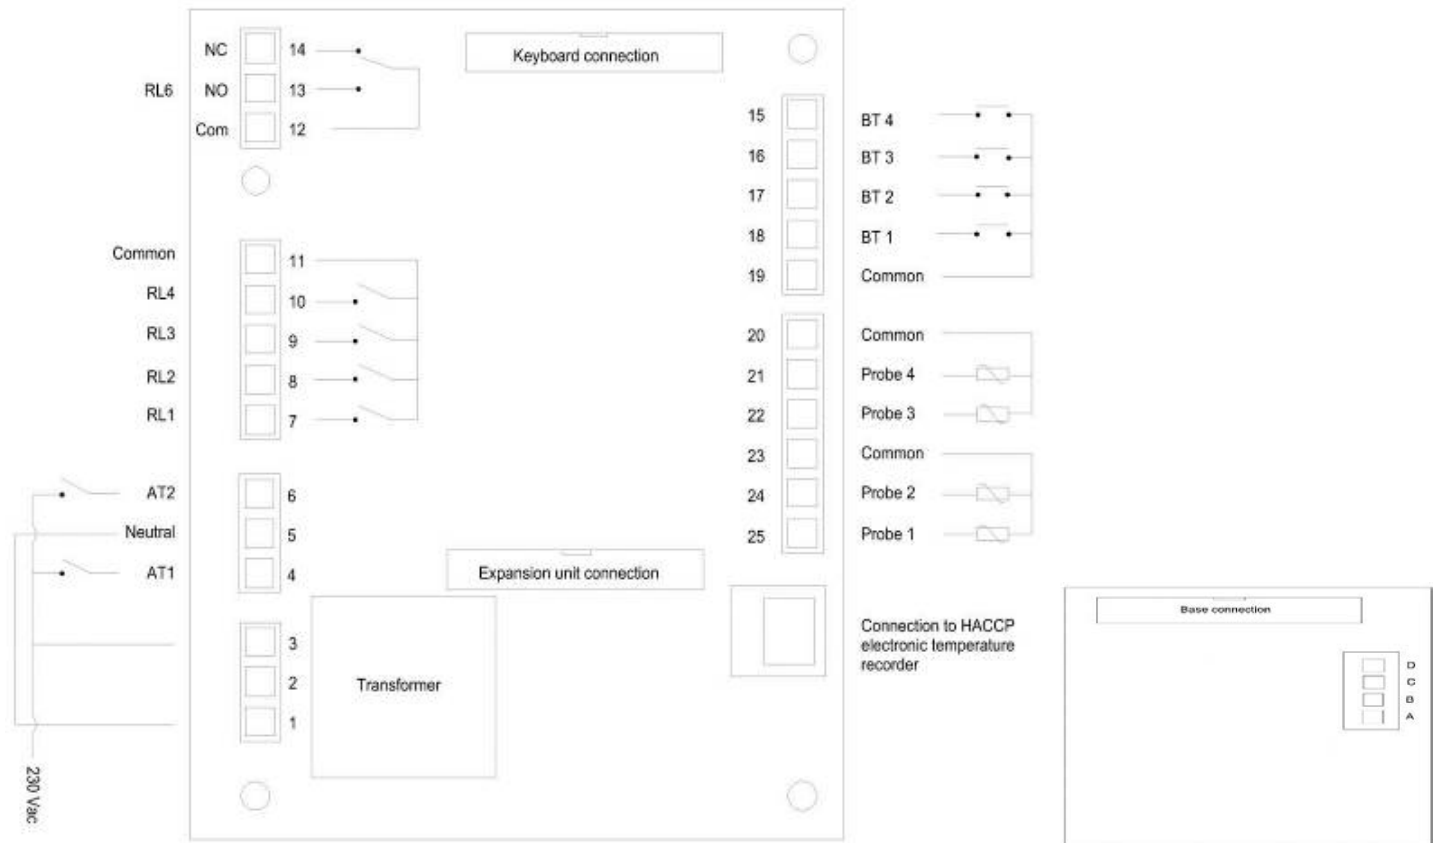 NC 14
RL6 NO 13
Com 12
Keyboard connection
Common 11
RL4 10
RL3 9
RL2 8
RL1 7
AT2 6
Neutral 5
AT1 4
3
2
1
230 Vac
Transformer
Expansion unit connection
15 BT 4
16 BT 3
17 BT 2
18 BT 1
19 Common
20 Common
21 Probe 4
22 Probe 3
23 Common
24 Probe 2
25 Probe 1
Connection to HACCP
electronic temperature
recorder
Base connection
D
C
B
A